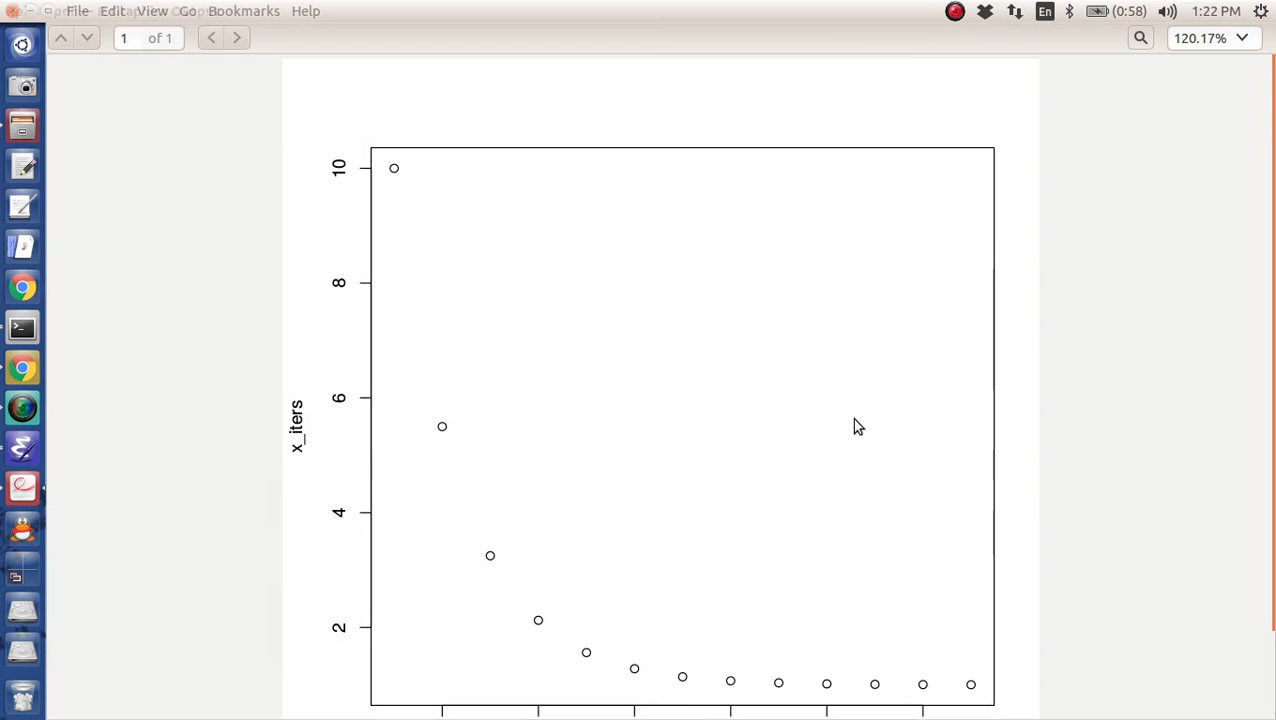 File Edit View Go Bookmarks Help
En (0:58) 1:22 PM
1 of 1 120.17%
10
8
6
4
2
x_iters